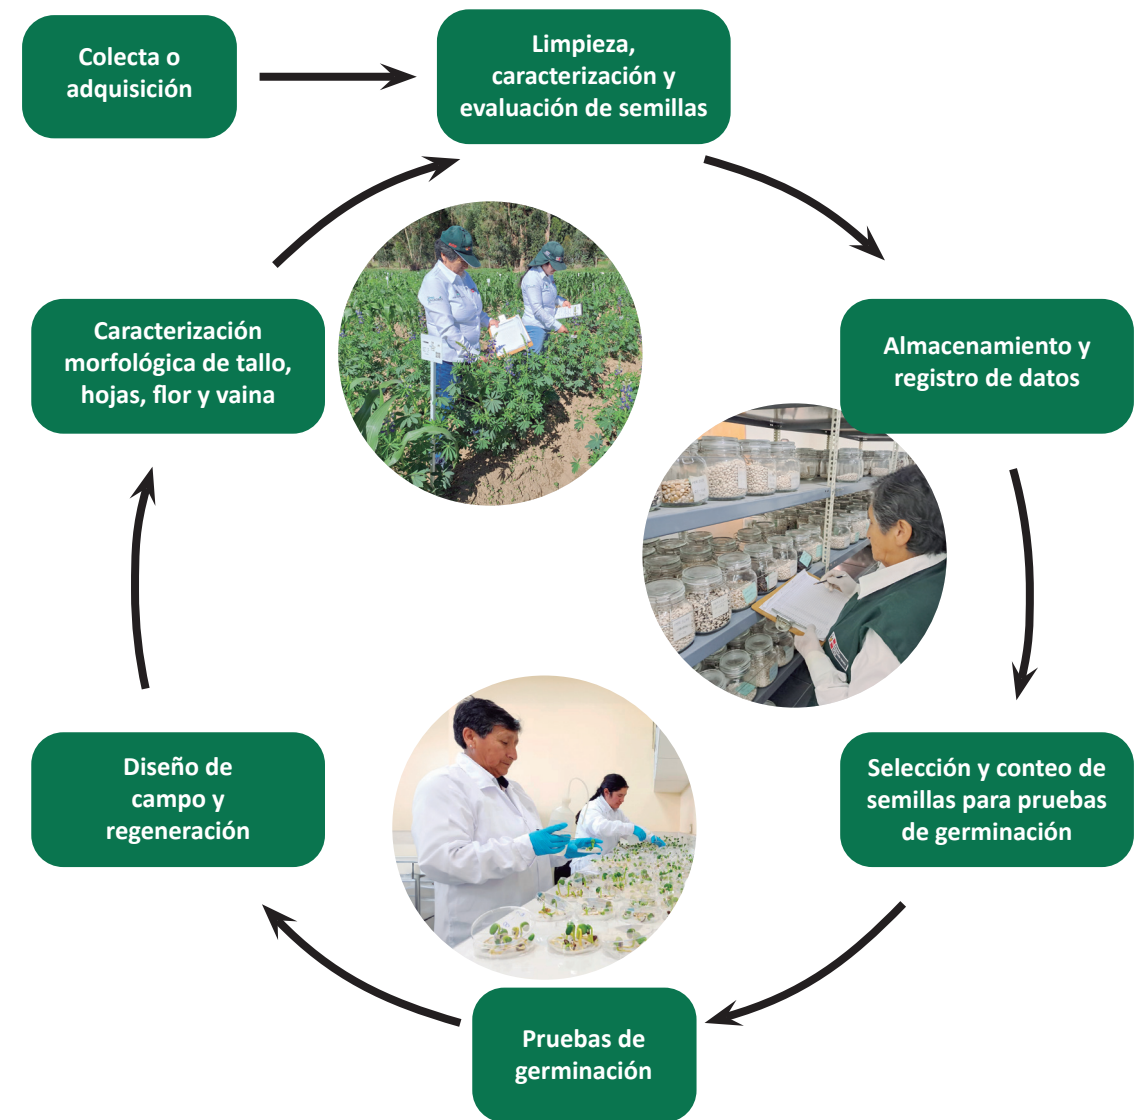 Colecta o
adquisición
Limpieza,
caracterización y
evaluación de semillas
Caracterización
morfológica de tallo,
hojas, flor y vaina
Almacenamiento y
registro de datos
Diseño de
campo y
regeneración
Selección y conteo de
semillas para pruebas
de germinación
Pruebas de
germinación